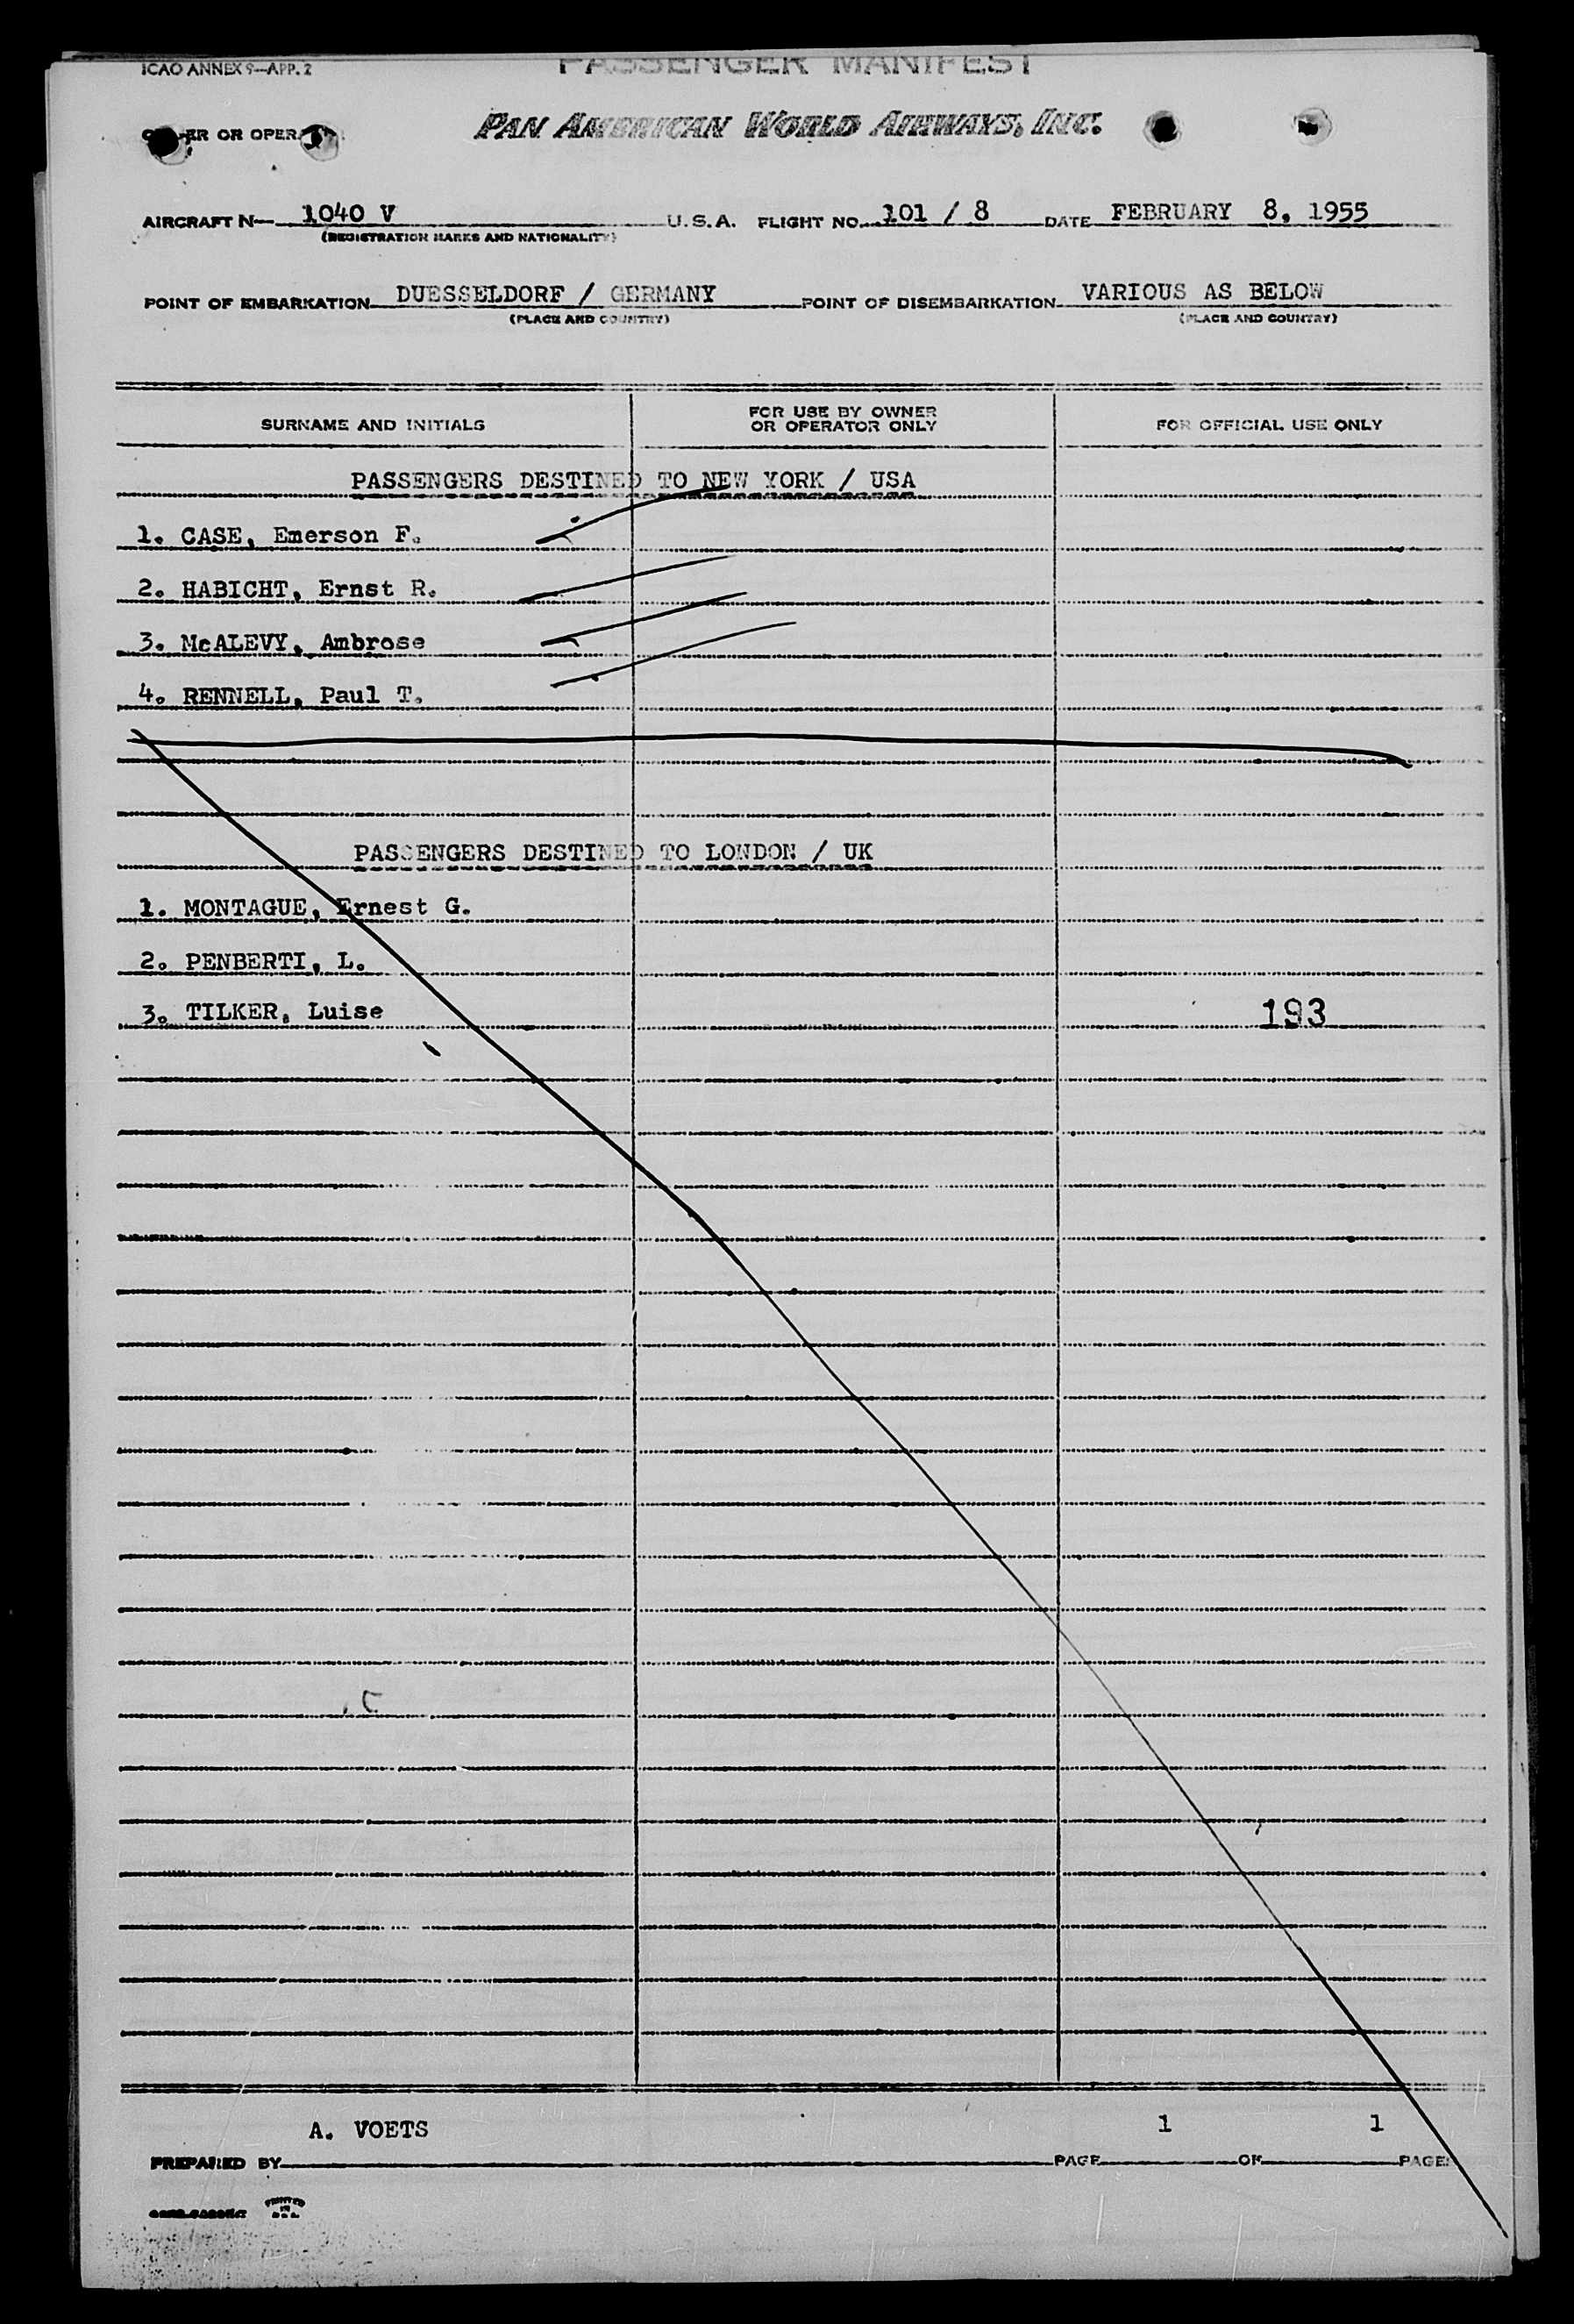 ICAO ANNEX 9—APP. 2
PASSENGER MANIFEST
OR OPER
PAN AMERICAN WORLD AIRWAYS, INC.
AIRCRAFT N— 1040 V U.S.A. FLIGHT NO. 101 / 8 DATE FEBRUARY 8, 1955
(REGISTRATION MARKS AND NATIONALITY)
POINT OF EMBARKATION DUESSELDORF / GERMANY POINT OF DISEMBARKATION VARIOUS AS BELOW
(PLACE AND COUNTRY) (PLACE AND COUNTRY)
SURNAME AND INITIALS FOR USE BY OWNER OR OPERATOR ONLY FOR OFFICIAL USE ONLY
PASSENGERS DESTINED TO NEW YORK / USA
1. CASE, Emerson F.
2. HABICHT, Ernst R.
3. McALEVY, Ambrose
4. RENNELL, Paul T.
PASSENGERS DESTINED TO LONDON / UK
1. MONTAGUE, Ernest G.
2. PENBERTI, L.
3. TILKER, Luise 193
A. VOETS 1 1
PREPARED BY PAGE OF PAGE
PRINTED IN